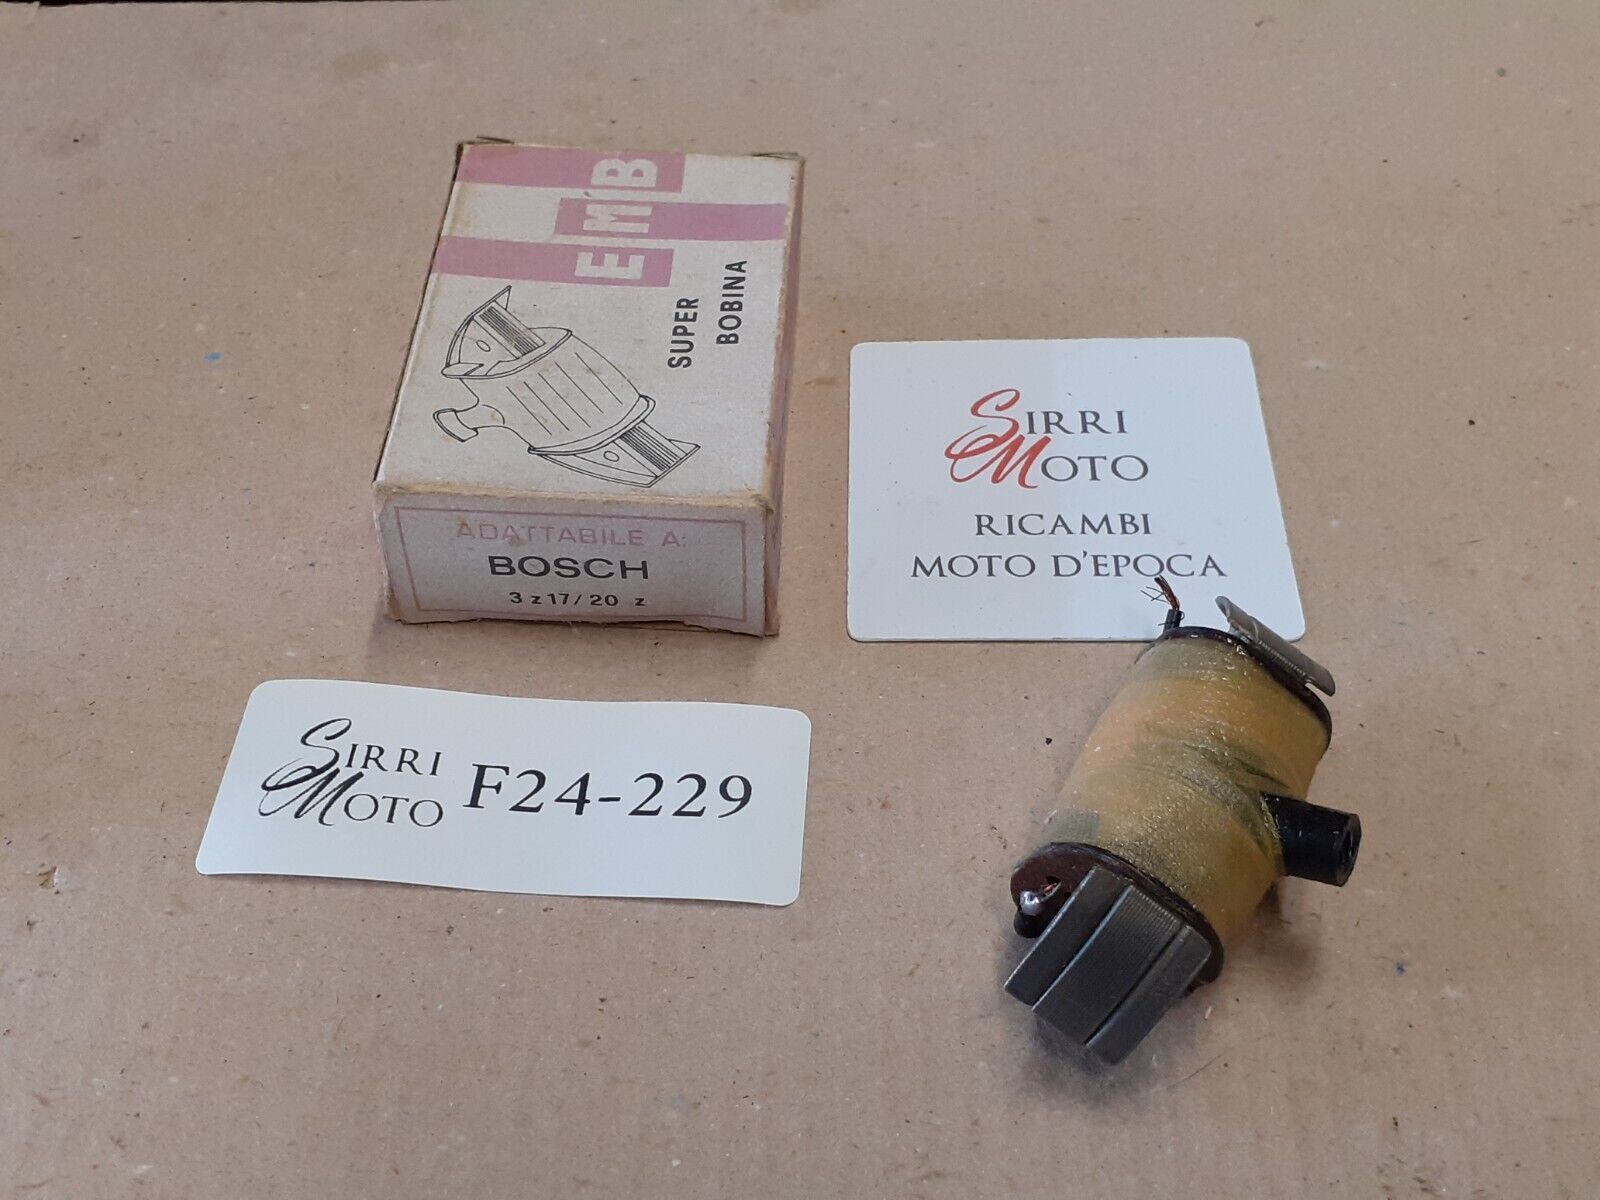 EMB
SUPER
BOBINA
ADATTABILE A:
BOSCH
3 z 17/20 z
SIRRI
MOTO
RICAMBI
MOTO D'EPOCA
SIRRI
MOTO
F24-229